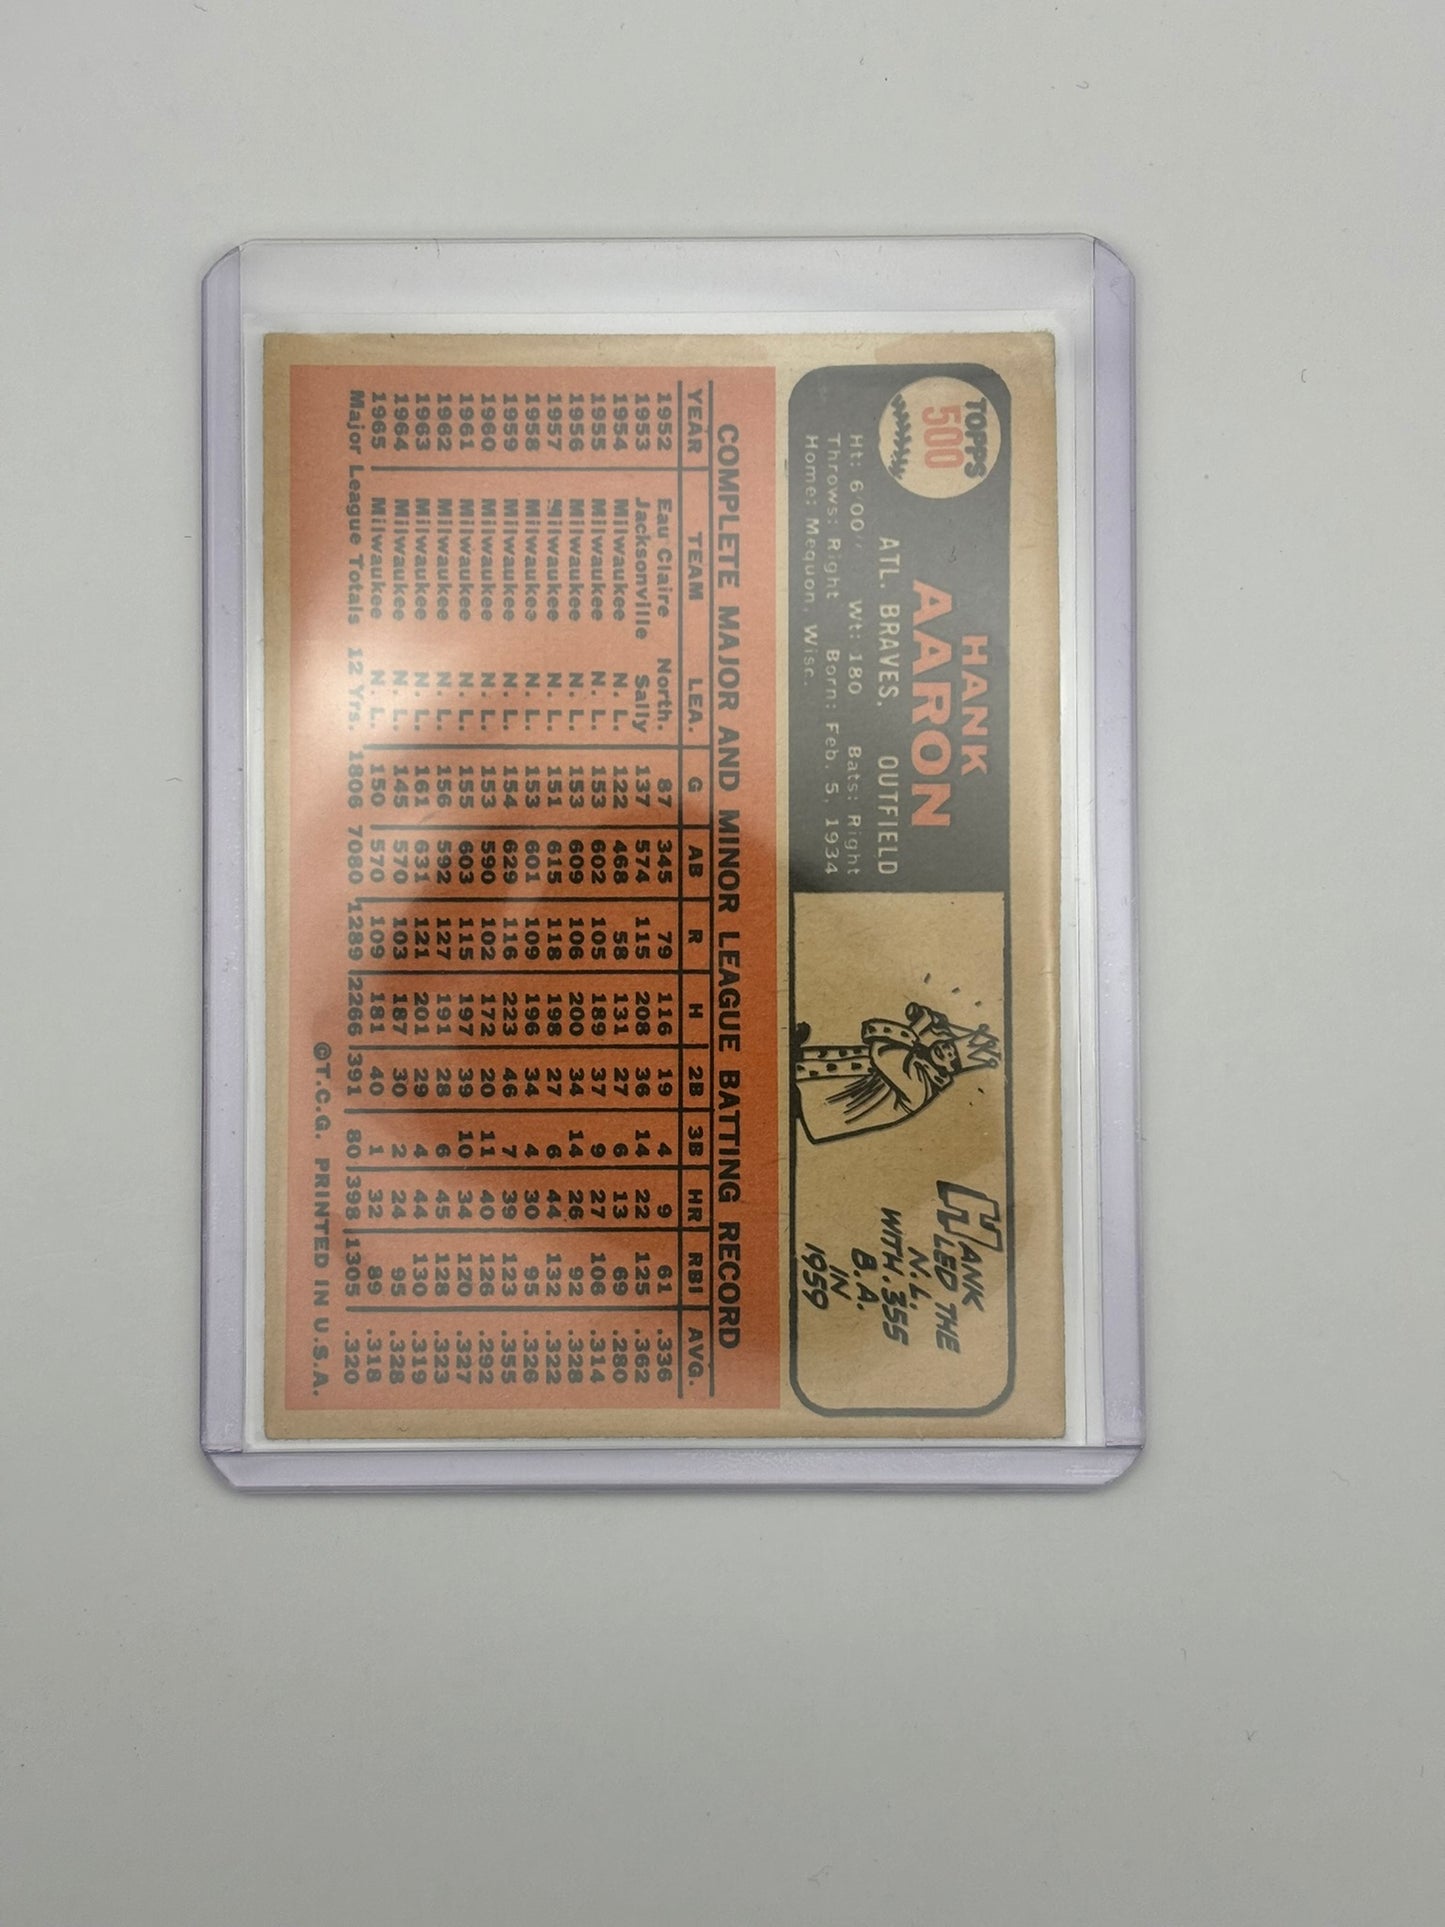 TOPPS
500
HANK
AARON
ATL. BRAVES, OUTFIELD
Ht: 6'00" Wt: 180 Bats: Right
Throws: Right Born: Feb. 5, 1934
Home: Mequon, Wisc.
HANK
LED THE
N.L.
WITH .355
B.A.
IN
1959
COMPLETE MAJOR AND MINOR LEAGUE BATTING RECORD
YEAR TEAM LEA. G AB R H 2B 3B HR RBI AVG.
1952 Eau Claire North. 87 345 79 116 19 4 9 61 .336
1953 Jacksonville Sally 137 574 115 208 36 14 22 125 .362
1954 Milwaukee N. L. 122 468 58 131 27 6 13 69 .280
1955 Milwaukee N. L. 153 602 105 189 37 9 27 106 .314
1956 Milwaukee N. L. 153 609 106 200 34 14 26 92 .328
1957 Milwaukee N. L. 151 615 118 198 27 6 44 132 .322
1958 Milwaukee N. L. 153 601 109 196 34 4 30 95 .326
1959 Milwaukee N. L. 154 629 116 223 46 7 39 123 .355
1960 Milwaukee N. L. 153 590 102 172 20 11 40 126 .292
1961 Milwaukee N. L. 155 603 115 197 39 10 34 120 .327
1962 Milwaukee N. L. 156 592 127 191 28 6 45 128 .323
1963 Milwaukee N. L. 161 631 121 201 29 4 44 130 .319
1964 Milwaukee N. L. 145 570 103 187 30 2 24 95 .328
1965 Milwaukee N. L. 150 570 109 181 40 1 32 89 .318
Major League Totals 12 Yrs. 1806 7080 1289 2266 391 80 398 1305 .320
©T.C.G. PRINTED IN U.S.A.